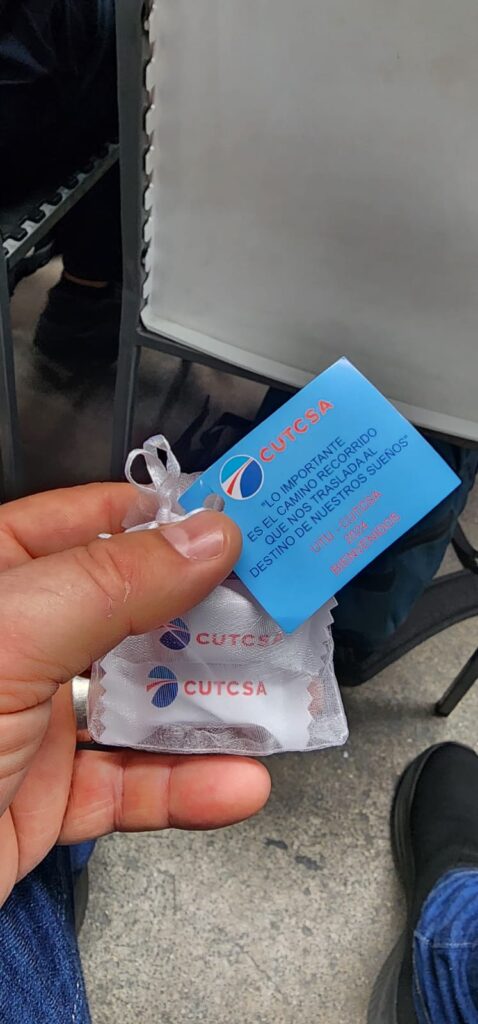 CUTCSA
"LO IMPORTANTE
ES EL CAMINO RECORRIDO
QUE NOS TRASLADA AL
DESTINO DE NUESTROS SUEÑOS"
UTU - CUTCSA
2024
BIENVENIDOS
CUTCSA
CUTCSA